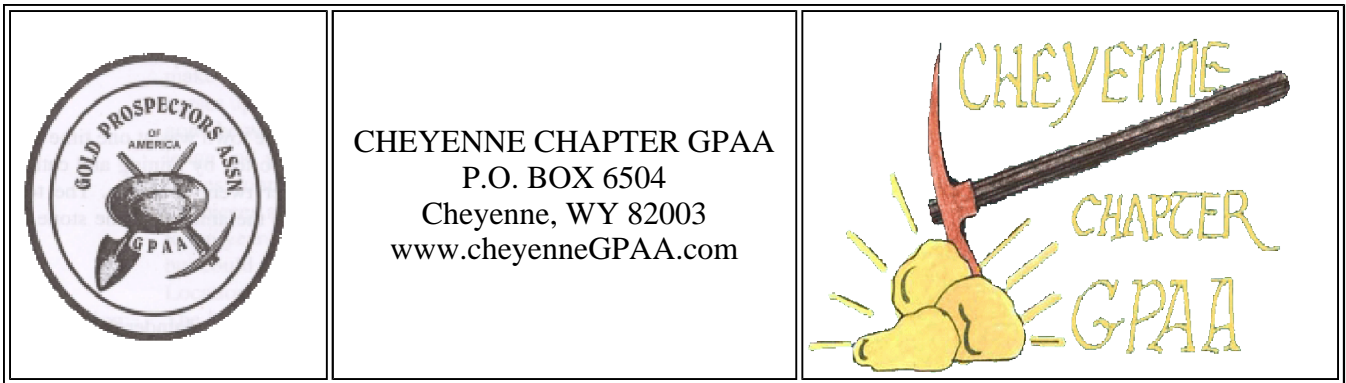 GOLD PROSPECTORS ASSN.
OF
AMERICA
GPAA
CHEYENNE CHAPTER GPAA
P.O. BOX 6504
Cheyenne, WY 82003
www.cheyenneGPAA.com
CHEYENNE
CHAPTER
GPAA